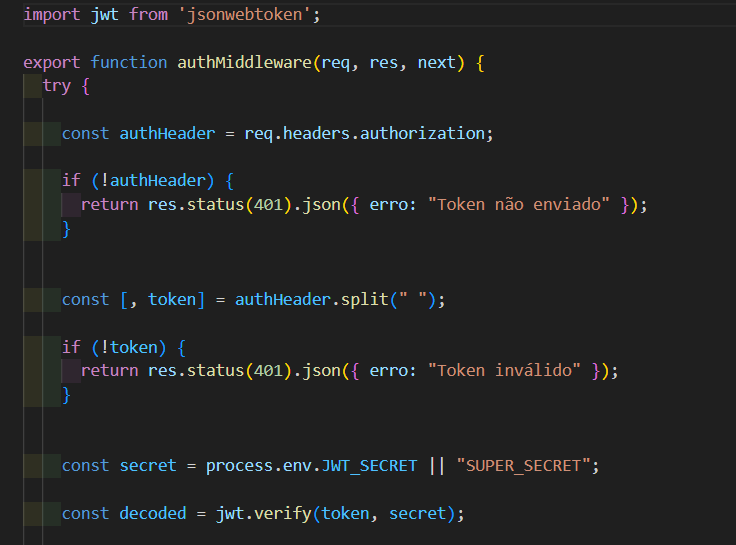 import jwt from 'jsonwebtoken';
export function authMiddleware(req, res, next) {
try {
const authHeader = req.headers.authorization;
if (!authHeader) {
return res.status(401).json({ erro: "Token não enviado" });
}
const [, token] = authHeader.split(" ");
if (!token) {
return res.status(401).json({ erro: "Token inválido" });
}
const secret = process.env.JWT_SECRET || "SUPER_SECRET";
const decoded = jwt.verify(token, secret);